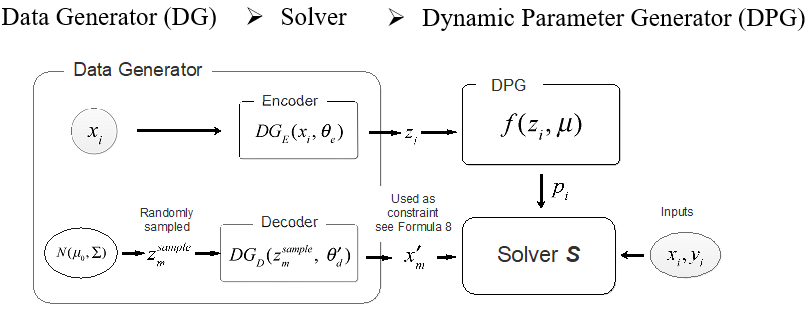 Data Generator (DG) ➢ Solver ➢ Dynamic Parameter Generator (DPG)
Data Generator
DPG
Encoder
x_i
DG_E(x_i, θ_e)
z_i
f(z_i, μ)
p_i
Randomly
sampled
Decoder
Used as
constraint
see Formula 8
Inputs
N(μ_0, Σ)
z_m^{sample}
DG_D(z_m^{sample}, θ'_d)
x'_m
Solver S
x_i, y_i